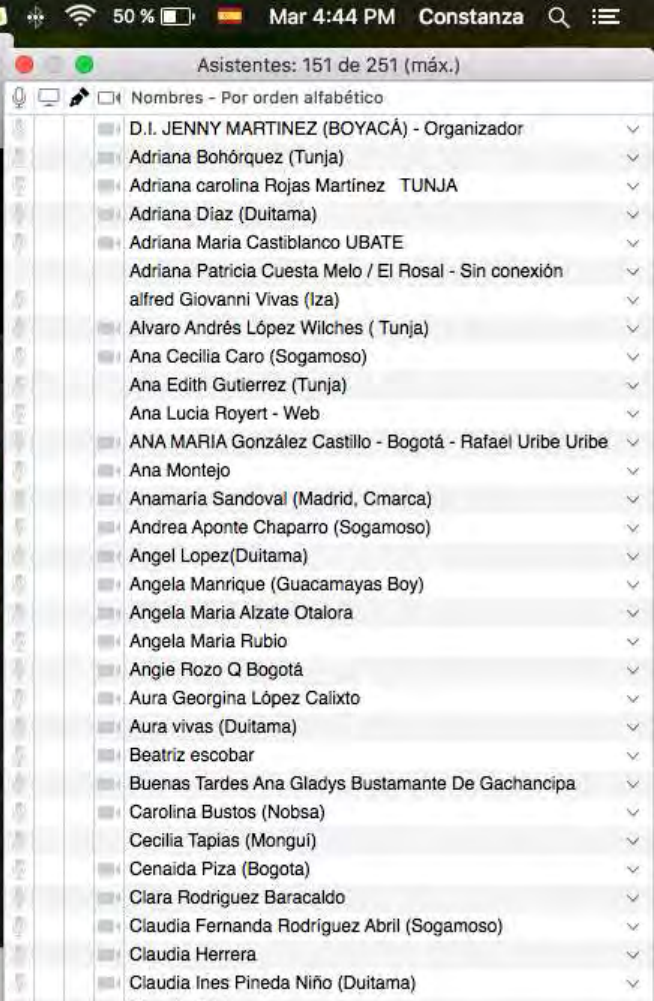 50 % Mar 4:44 PM Constanza
Asistentes: 151 de 251 (máx.)
Nombres - Por orden alfabético
D.I. JENNY MARTINEZ (BOYACÁ) - Organizador
Adriana Bohórquez (Tunja)
Adriana carolina Rojas Martínez TUNJA
Adriana Díaz (Duitama)
Adriana Maria Castiblanco UBATE
Adriana Patricia Cuesta Melo / El Rosal - Sin conexión
alfred Giovanni Vivas (Iza)
Alvaro Andrés López Wilches ( Tunja)
Ana Cecilia Caro (Sogamoso)
Ana Edith Gutierrez (Tunja)
Ana Lucia Royert - Web
ANA MARIA González Castillo - Bogotá - Rafael Uribe Uribe
Ana Montejo
Anamaría Sandoval (Madrid, Cmarca)
Andrea Aponte Chaparro (Sogamoso)
Angel Lopez(Duitama)
Angela Manrique (Guacamayas Boy)
Angela Maria Alzate Otalora
Angela Maria Rubio
Angie Rozo Q Bogotá
Aura Georgina López Calixto
Aura vivas (Duitama)
Beatriz escobar
Buenas Tardes Ana Gladys Bustamante De Gachancipa
Carolina Bustos (Nobsa)
Cecilia Tapias (Mongui)
Cenaida Piza (Bogota)
Clara Rodriguez Baracaldo
Claudia Fernanda Rodríguez Abril (Sogamoso)
Claudia Herrera
Claudia Ines Pineda Niño (Duitama)